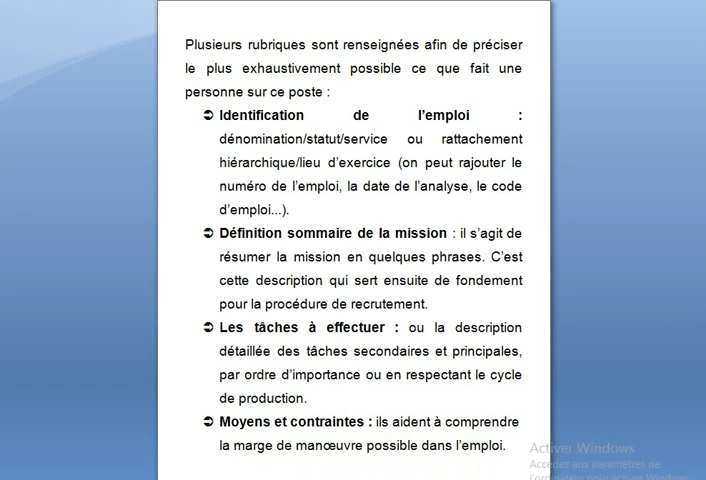 Plusieurs rubriques sont renseignées afin de préciser
le plus exhaustivement possible ce que fait une
personne sur ce poste :
➲ Identification de l’emploi :
dénomination/statut/service ou rattachement
hiérarchique/lieu d’exercice (on peut rajouter le
numéro de l’emploi, la date de l’analyse, le code
d’emploi...).
➲ Définition sommaire de la mission : il s’agit de
résumer la mission en quelques phrases. C’est
cette description qui sert ensuite de fondement
pour la procédure de recrutement.
➲ Les tâches à effectuer : ou la description
détaillée des tâches secondaires et principales,
par ordre d’importance ou en respectant le cycle
de production.
➲ Moyens et contraintes : ils aident à comprendre
la marge de manœuvre possible dans l’emploi.
Activer Windows
Accédez aux paramètres de
l'ordinateur pour activer Windows.